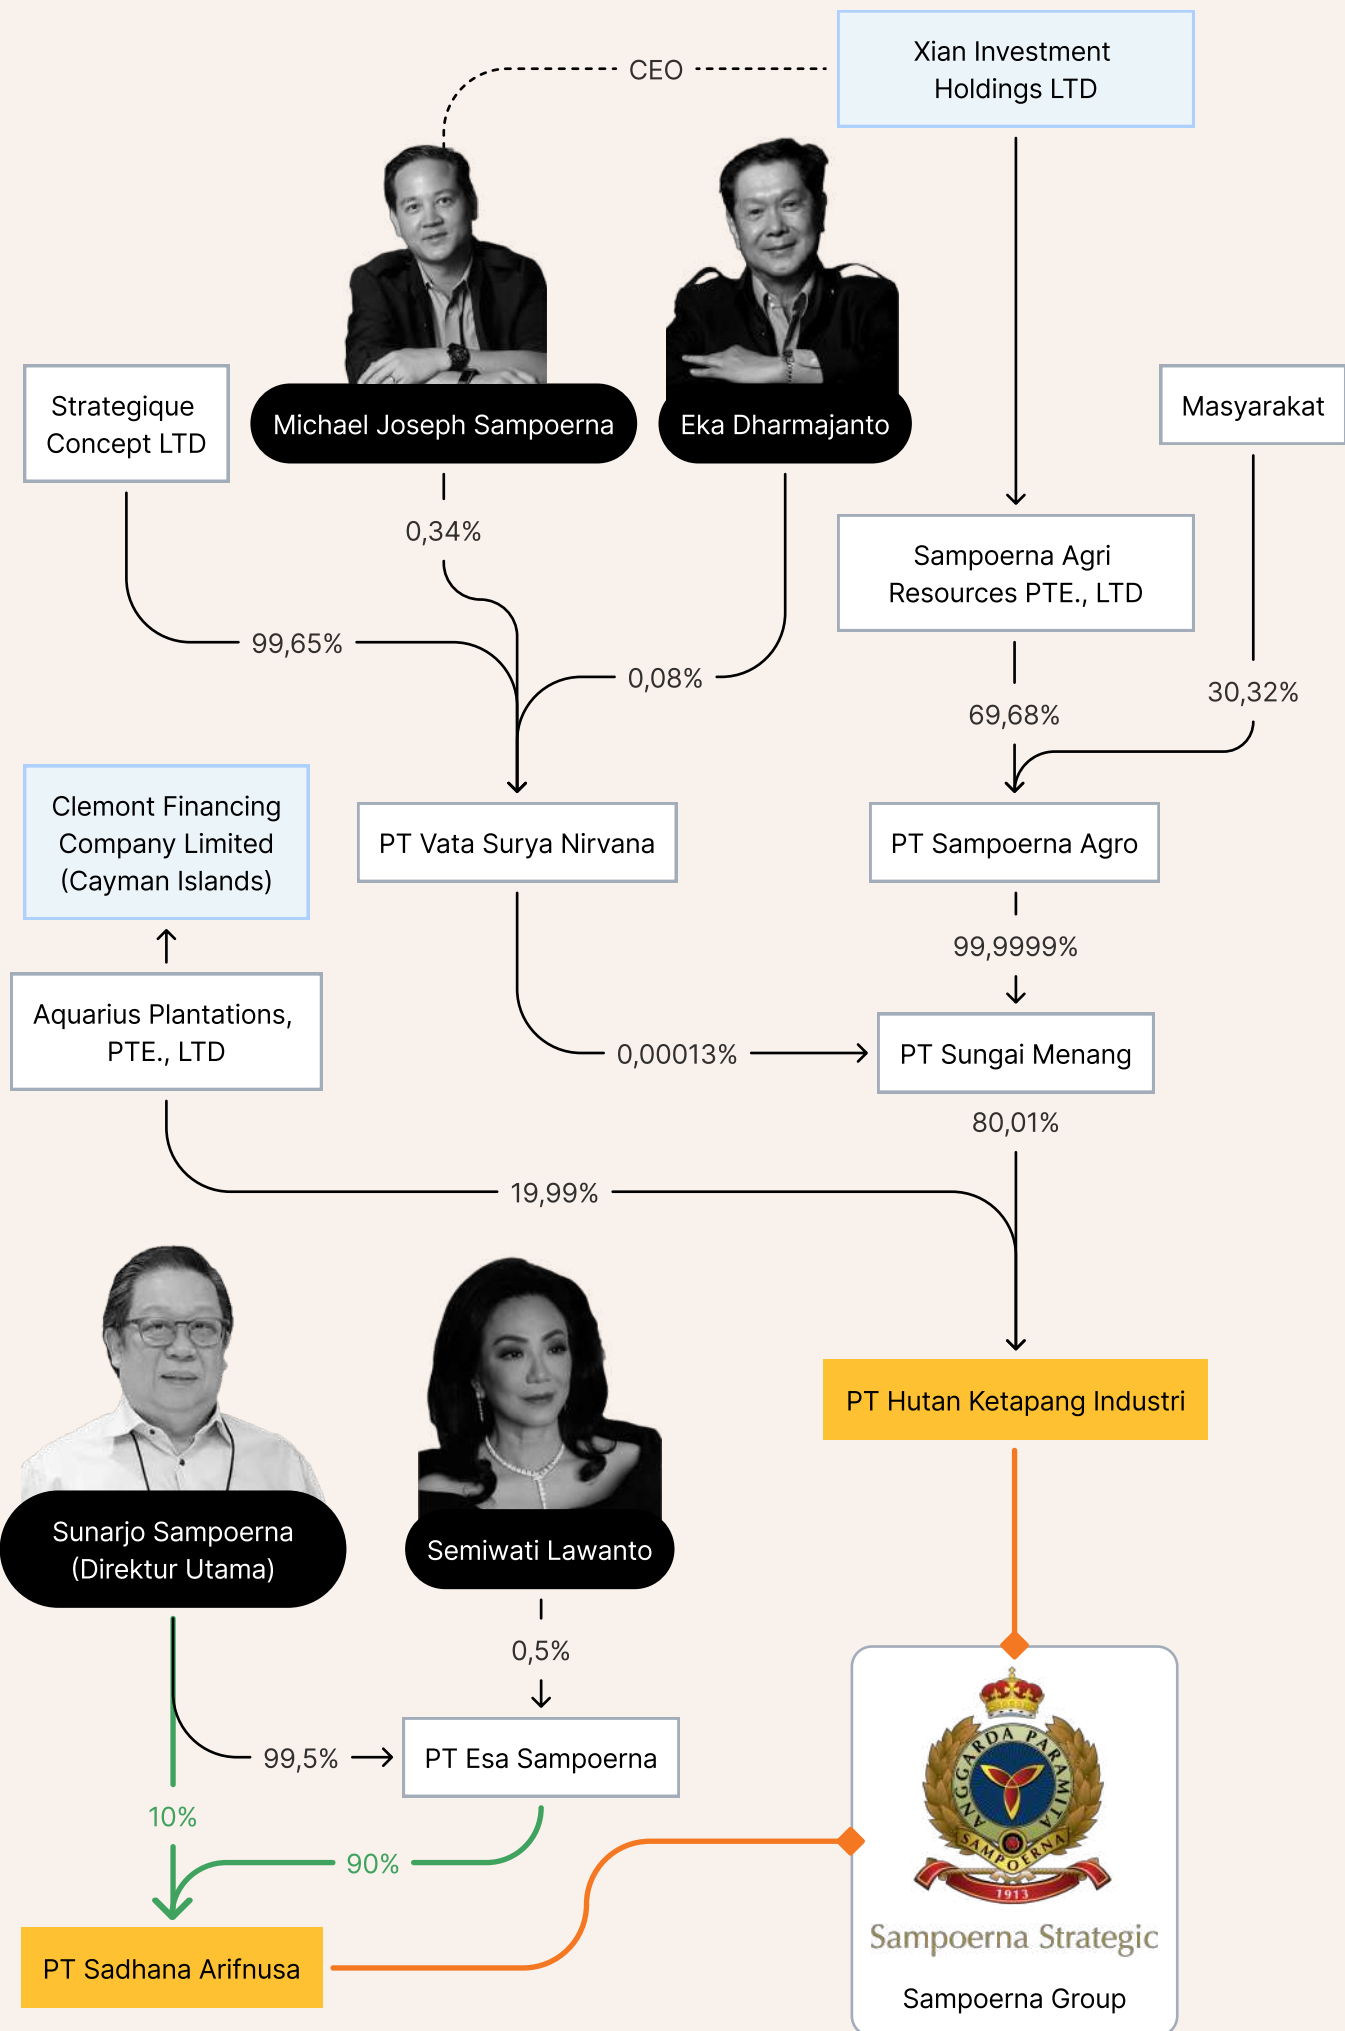 Xian Investment
Holdings LTD
CEO
Strategique
Concept LTD
Michael Joseph Sampoerna
Eka Dharmajanto
Masyarakat
0,34%
Sampoerna Agri
Resources PTE., LTD
99,65%
0,08%
30,32%
69,68%
Clemont Financing
Company Limited
(Cayman Islands)
PT Vata Surya Nirvana
PT Sampoerna Agro
99,9999%
Aquarius Plantations,
PTE., LTD
0,00013%
PT Sungai Menang
80,01%
19,99%
PT Hutan Ketapang Industri
Sunarjo Sampoerna
(Direktur Utama)
Semiwati Lawanto
0,5%
99,5%
PT Esa Sampoerna
10%
90%
PT Sadhana Arifnusa
ANGGARDA PARAMITA
SAMPOERNA
1913
Sampoerna Strategic
Sampoerna Group